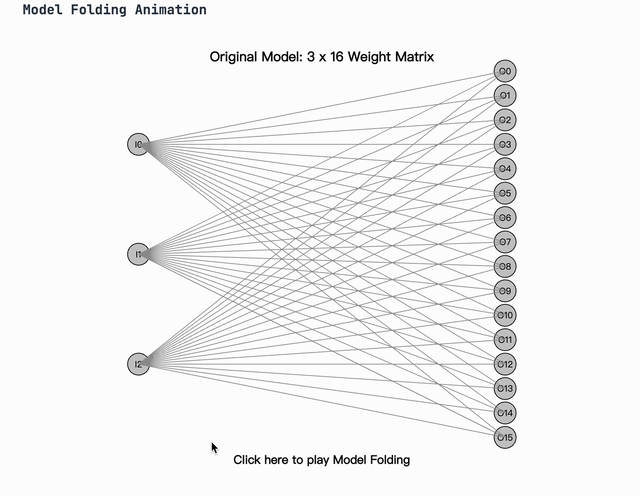 Model Folding Animation
Original Model: 3 x 16 Weight Matrix
O0
O1
O2
I0
O3
O4
O5
O6
O7
I1
O8
O9
O10
O11
I2
O12
O13
O14
O15
Click here to play Model Folding